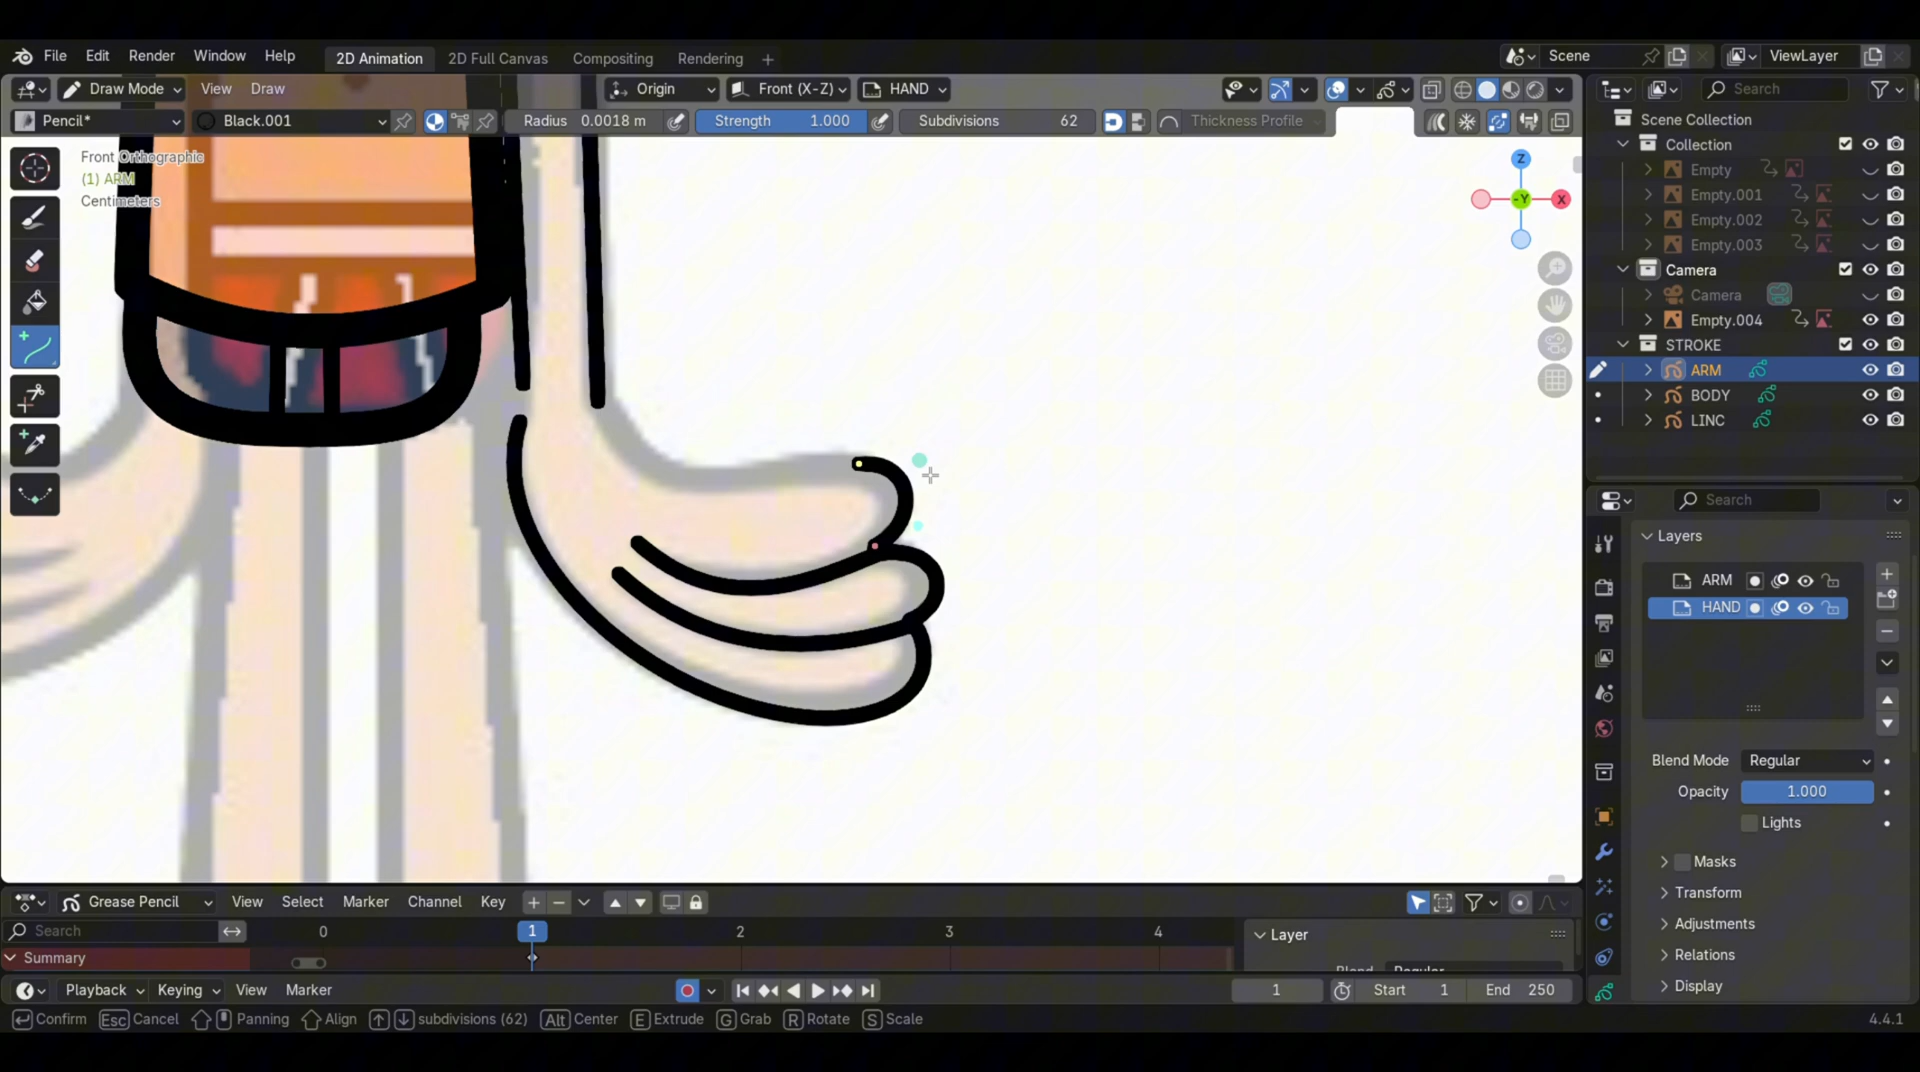 File Edit Render Window Help 2D Animation 2D Full Canvas Compositing Rendering + Scene ViewLayer
Draw Mode View Draw Origin Front (X-Z) HAND Search
Pencil* Black.001 Radius 0.0018 m Strength 1.000 Subdivisions 62 Thickness Profile
Front Orthographic
(1) ARM
Centimeters
Z
-Y X
Scene Collection
Collection
Empty
Empty.001
Empty.002
Empty.003
Camera
Camera
Empty.004
STROKE
ARM
BODY
LINC
Search
Layers
ARM
HAND
Blend Mode Regular
Opacity 1.000
Lights
Masks
Transform
Adjustments
Relations
Display
Grease Pencil View Select Marker Channel Key
Search 0 1 2 3 4 Layer
Summary
Playback Keying View Marker 1 Start 1 End 250
Confirm Esc Cancel Panning Align subdivisions (62) Alt Center E Extrude G Grab R Rotate S Scale 4.4.1